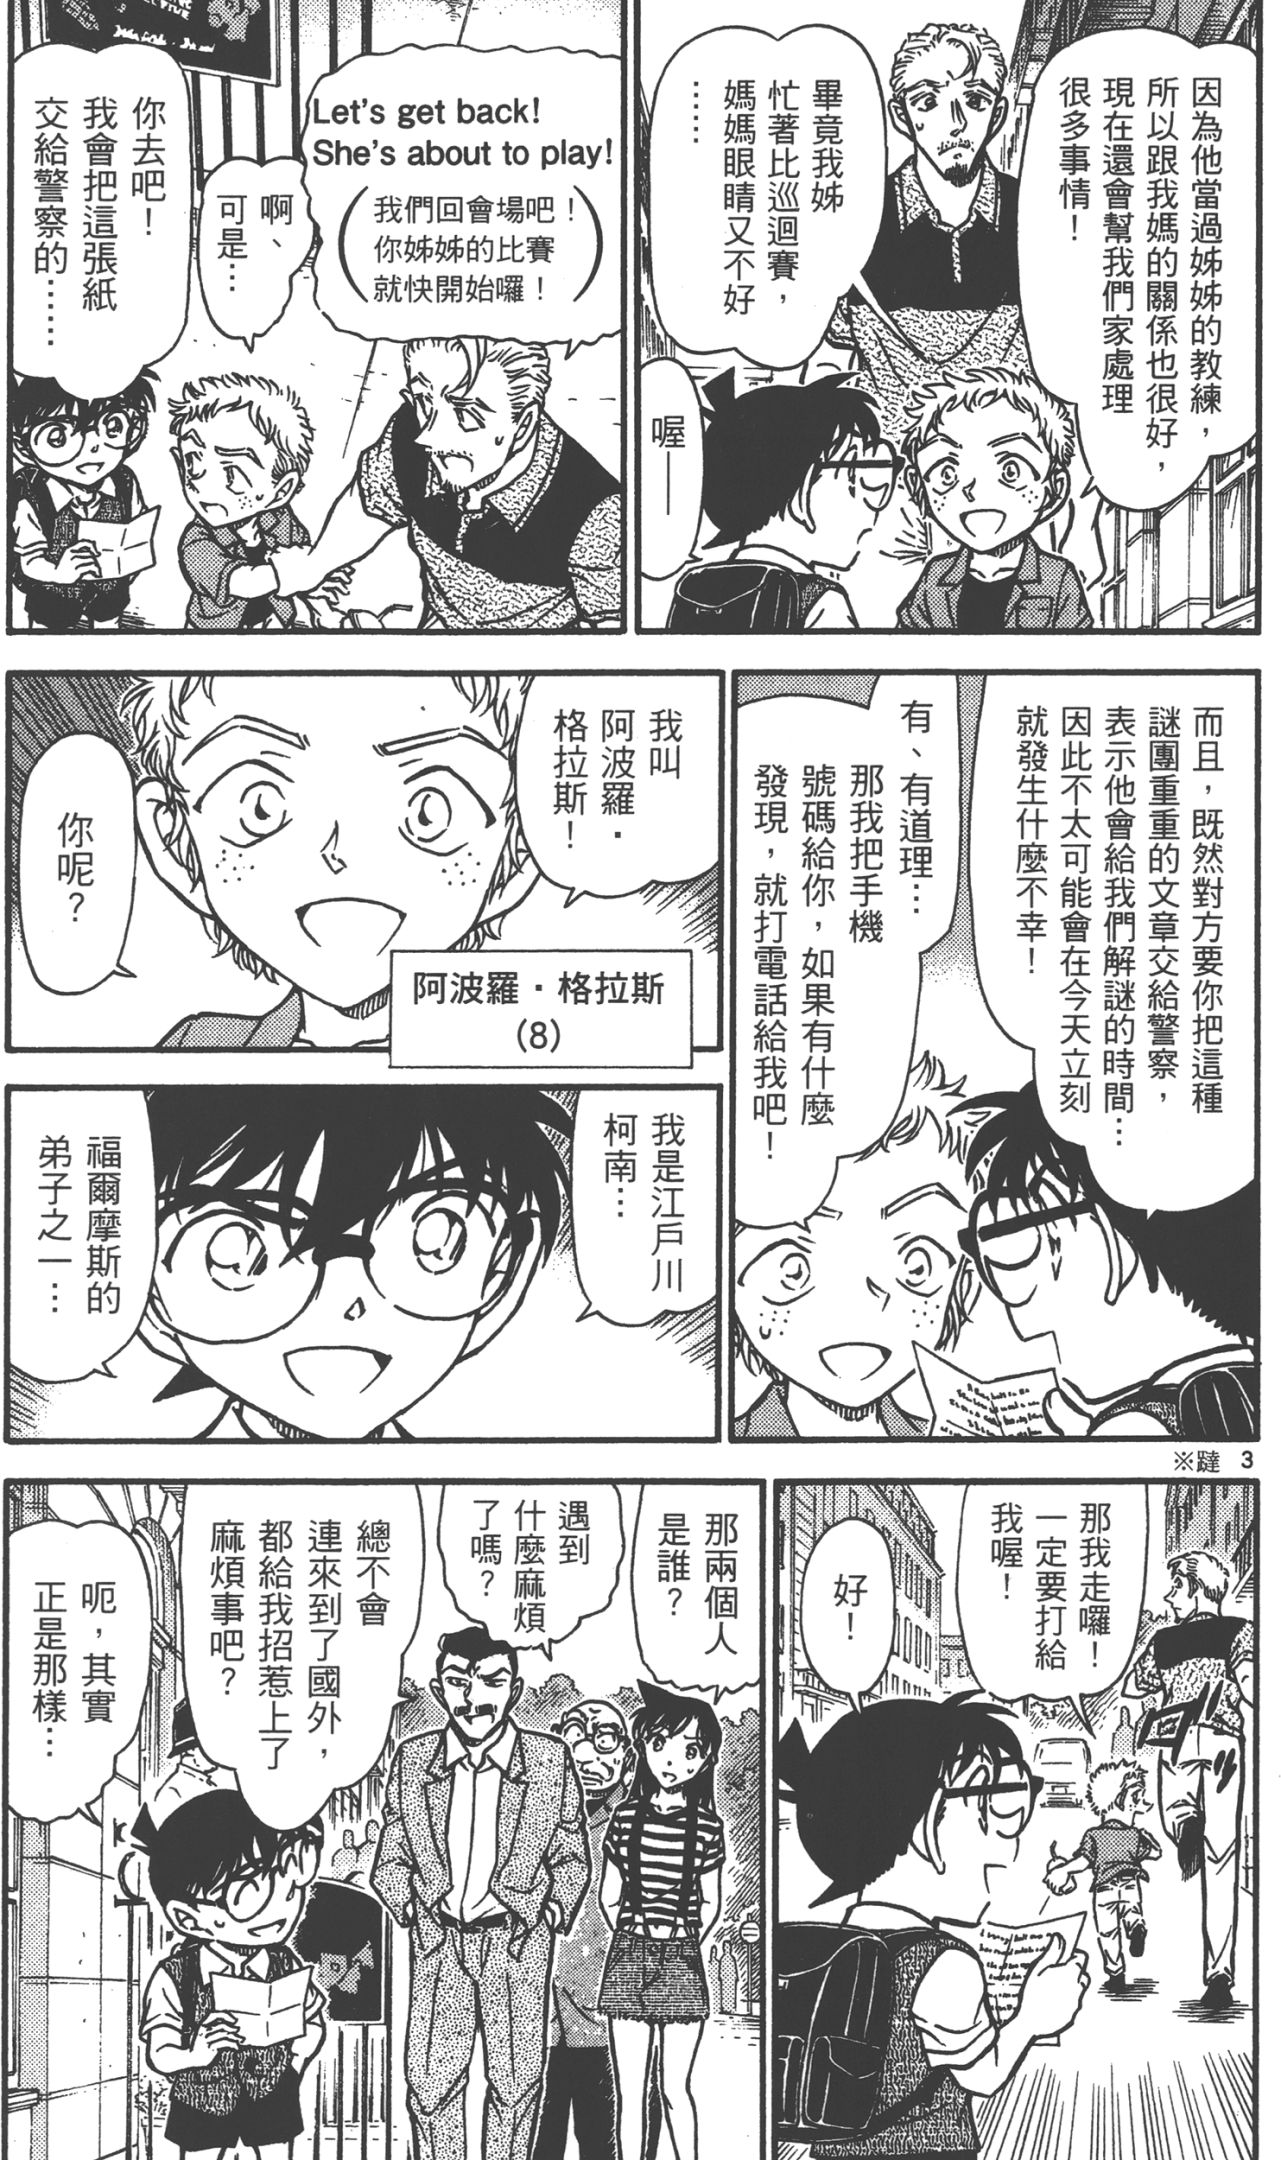 因為他當過姊姊的教練，
所以跟我媽的關係也很好，
現在還會幫我們家處理
很多事情！
畢竟我姊
忙著比巡迴賽，
媽媽眼睛又不好
……
喔——
Let's get back!
She's about to play!
（我們回會場吧！
你姊姊的比賽
就快開始囉！）
啊、
可是…
你去吧！
我會把這張紙
交給警察的……
而且，既然對方要你把這種
謎團重重的文章交給警察，
表示他會給我們解謎的時間…
因此不太可能會在今天立刻
就發生什麼不幸！
有、有道理…
那我把手機
號碼給你，如果有什麼
發現，就打電話給我吧！
我叫
阿波羅·
格拉斯！
你呢？
阿波羅·格拉斯
(8)
我是江戶川
柯南…
福爾摩斯的
弟子之一…
※躂 3
那我走囉！
一定要打給
我喔！
好！
那兩個人
是誰？
遇到
什麼麻煩
了嗎？
總不會
連來到了國外，
都給我招惹上了
麻煩事吧？
呃，其實
正是那樣…